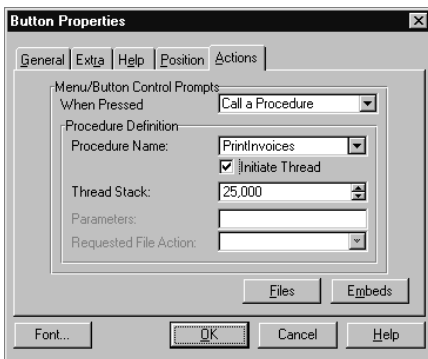 Button Properties
General Extra Help Position Actions
Menu/Button Control Prompts
When Pressed Call a Procedure
Procedure Definition
Procedure Name: PrintInvoices
Initiate Thread
Thread Stack: 25,000
Parameters:
Requested File Action:
Files Embeds
Font... OK Cancel Help